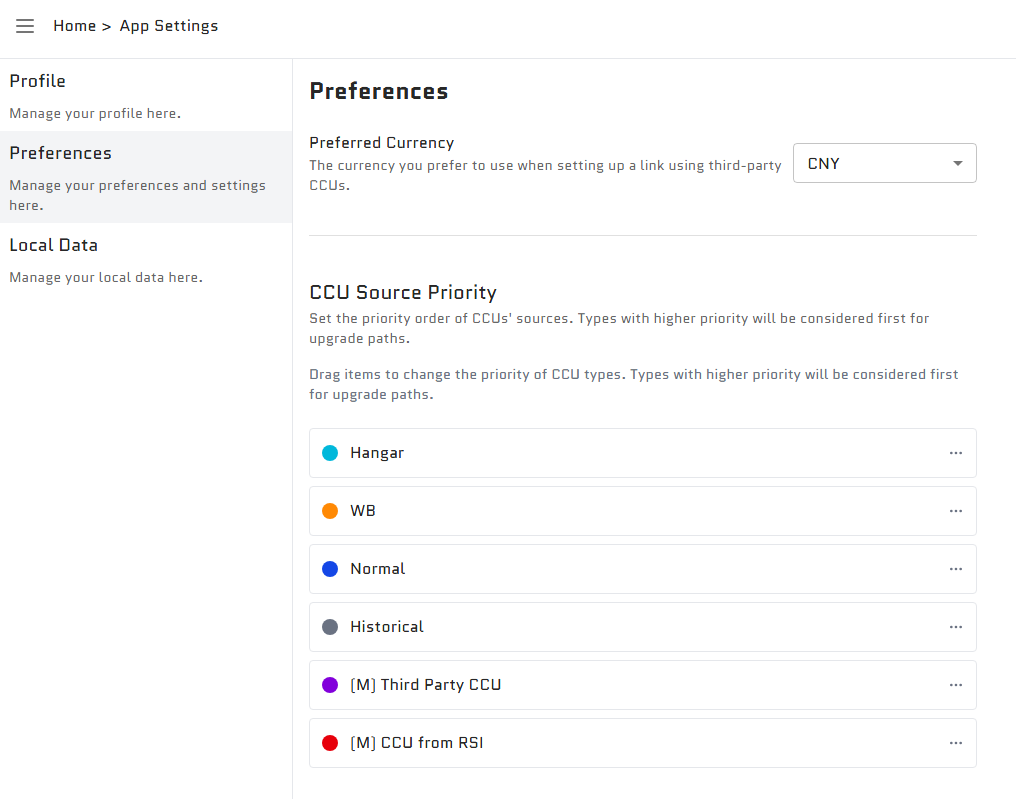 Home > App Settings
Profile
Manage your profile here.
Preferences
Manage your preferences and settings
here.
Local Data
Manage your local data here.
Preferences
Preferred Currency
The currency you prefer to use when setting up a link using third-party
CCUs.
CNY
CCU Source Priority
Set the priority order of CCUs' sources. Types with higher priority will be considered first for
upgrade paths.
Drag items to change the priority of CCU types. Types with higher priority will be considered first
for upgrade paths.
Hangar
WB
Normal
Historical
(M) Third Party CCU
(M) CCU from RSI